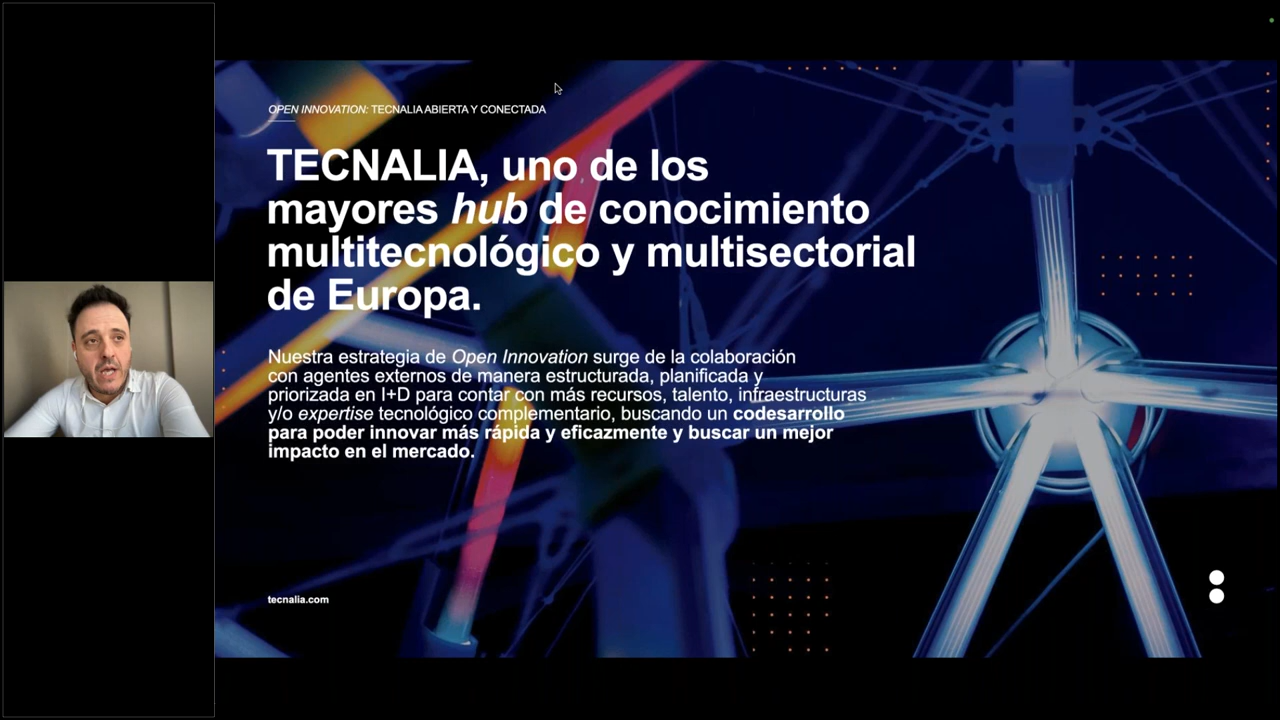 OPEN INNOVATION: TECNALIA ABIERTA Y CONECTADA
TECNALIA, uno de los
mayores hub de conocimiento
multitecnológico y multisectorial
de Europa.
Nuestra estrategia de Open Innovation surge de la colaboración
con agentes externos de manera estructurada, planificada y
priorizada en I+D para contar con más recursos, talento, infraestructuras
y/o expertise tecnológico complementario, buscando un codesarrollo
para poder innovar más rápida y eficazmente y buscar un mejor
impacto en el mercado.
tecnalia.com